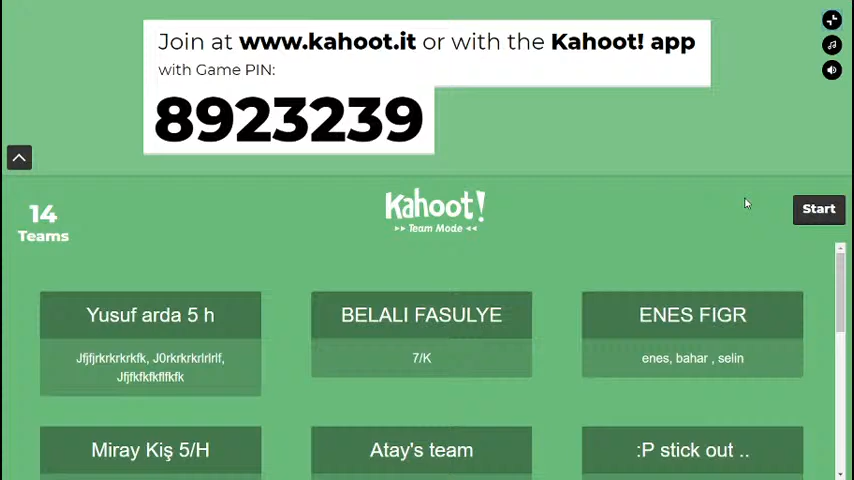 Join at www.kahoot.it or with the Kahoot! app
with Game PIN:
8923239
14
Teams
Kahoot!
Team Mode
Start
Yusuf arda 5 h
Jfjfjrkrkrkrkfk, J0rkrkrkrlrlrlf,
Jfjfkfkfkflfkfk
BELALI FASULYE
7/K
ENES FIGR
enes, bahar , selin
Miray Kiş 5/H
Atay's team
:P stick out ..